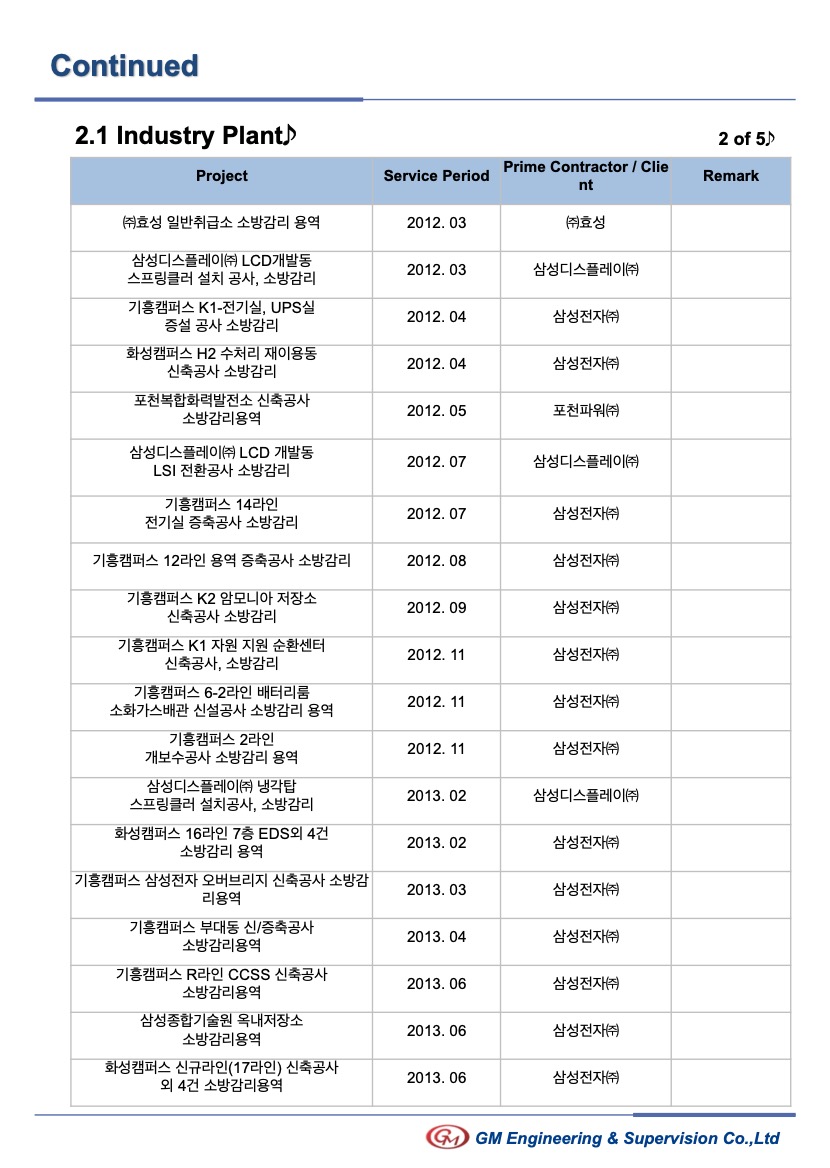 Continued
2.1 Industry Plant♪
2 of 5♪
Project
Service Period
Prime Contractor / Clie
nt
Remark
㈜효성 일반취급소 소방감리 용역
2012. 03
㈜효성
삼성디스플레이㈜ LCD개발동
스프링클러 설치 공사, 소방감리
2012. 03
삼성디스플레이㈜
기흥캠퍼스 K1-전기실, UPS실
증설 공사 소방감리
2012. 04
삼성전자㈜
화성캠퍼스 H2 수처리 재이용동
신축공사 소방감리
2012. 04
삼성전자㈜
포천복합화력발전소 신축공사
소방감리용역
2012. 05
포천파워㈜
삼성디스플레이㈜ LCD 개발동
LSI 전환공사 소방감리
2012. 07
삼성디스플레이㈜
기흥캠퍼스 14라인
전기실 증축공사 소방감리
2012. 07
삼성전자㈜
기흥캠퍼스 12라인 용역 증축공사 소방감리
2012. 08
삼성전자㈜
기흥캠퍼스 K2 암모니아 저장소
신축공사 소방감리
2012. 09
삼성전자㈜
기흥캠퍼스 K1 자원 지원 순환센터
신축공사, 소방감리
2012. 11
삼성전자㈜
기흥캠퍼스 6-2라인 배터리룸
소화가스배관 신설공사 소방감리 용역
2012. 11
삼성전자㈜
기흥캠퍼스 2라인
개보수공사 소방감리 용역
2012. 11
삼성전자㈜
삼성디스플레이㈜ 냉각탑
스프링클러 설치공사, 소방감리
2013. 02
삼성디스플레이㈜
화성캠퍼스 16라인 7층 EDS외 4건
소방감리 용역
2013. 02
삼성전자㈜
기흥캠퍼스 삼성전자 오버브리지 신축공사 소방감
리용역
2013. 03
삼성전자㈜
기흥캠퍼스 부대동 신/증축공사
소방감리용역
2013. 04
삼성전자㈜
기흥캠퍼스 R라인 CCSS 신축공사
소방감리용역
2013. 06
삼성전자㈜
삼성종합기술원 옥내저장소
소방감리용역
2013. 06
삼성전자㈜
화성캠퍼스 신규라인(17라인) 신축공사
외 4건 소방감리용역
2013. 06
삼성전자㈜
GM GM Engineering & Supervision Co.,Ltd